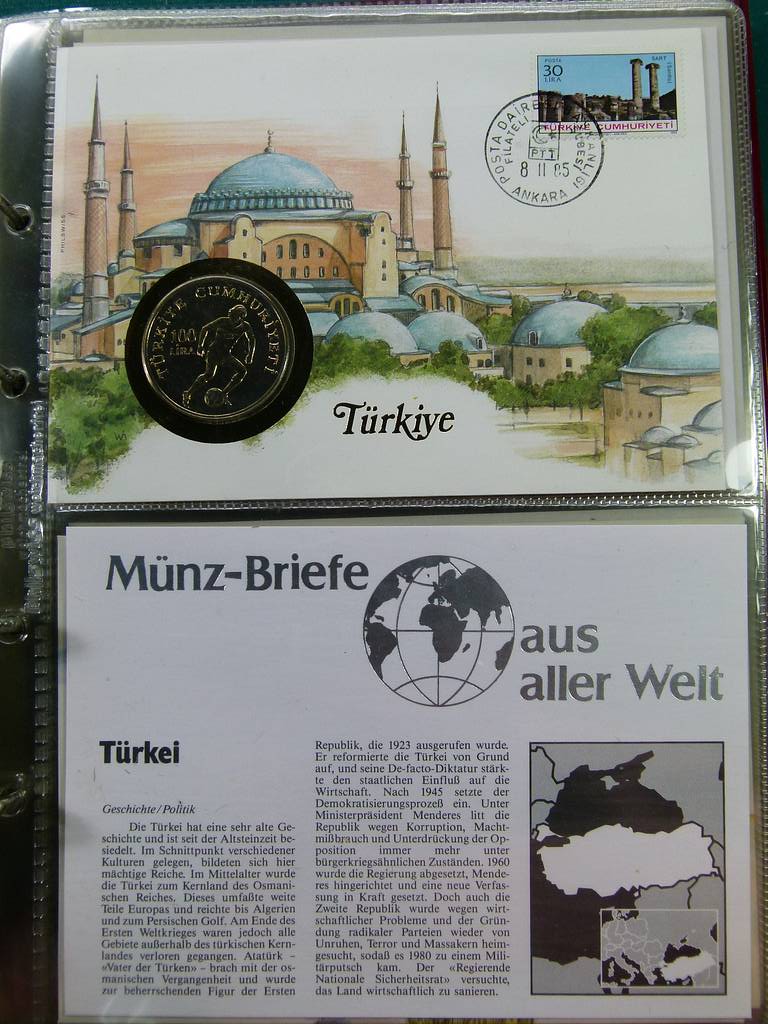 POSTA
30
LIRA
SART
(Sardis)
TÜRKİYE CUMHURİYETİ
POSTA DAİRE
FİLATELİ
ŞUBESİ
PTT
8 11 85
ANKARA
PHILSWISS
TÜRKİYE CUMHURİYETİ
100
LİRA
Türkiye
Münz-Briefe
aus
aller Welt
Türkei
Geschichte/Politik
Die Türkei hat eine sehr alte Ge-
schichte und ist seit der Altsteinzeit be-
siedelt. Im Schnittpunkt verschiedener
Kulturen gelegen, bildeten sich hier
mächtige Reiche. Im Mittelalter wurde
die Türkei zum Kernland des Osmani-
schen Reiches. Dieses umfaßte weite
Teile Europas und reichte bis Algerien
und zum Persischen Golf. Am Ende des
Ersten Weltkrieges waren jedoch alle
Gebiete außerhalb des türkischen Kern-
landes verloren gegangen. Atatürk –
«Vater der Türken» – brach mit der os-
manischen Vergangenheit und wurde
zur beherrschenden Figur der Ersten
Republik, die 1923 ausgerufen wurde.
Er reformierte die Türkei von Grund
auf, und seine De-facto-Diktatur stärk-
te den staatlichen Einfluß auf die
Wirtschaft. Nach 1945 setzte der
Demokratisierungsprozeß ein. Unter
Ministerpräsident Menderes litt die
Republik wegen Korruption, Macht-
mißbrauch und Unterdrückung der Op-
position immer mehr unter
bürgerkriegsähnlichen Zuständen. 1960
wurde die Regierung abgesetzt, Mende-
res hingerichtet und eine neue Verfas-
sung in Kraft gesetzt. Doch auch die
Zweite Republik wurde wegen wirt-
schaftlicher Probleme und der Grün-
dung radikaler Parteien wieder von
Unruhen, Terror und Massakern heim-
gesucht, sodaß es 1980 zu einem Mili-
tärputsch kam. Der «Regierende
Nationale Sicherheitsrat» versuchte,
das Land wirtschaftlich zu sanieren.